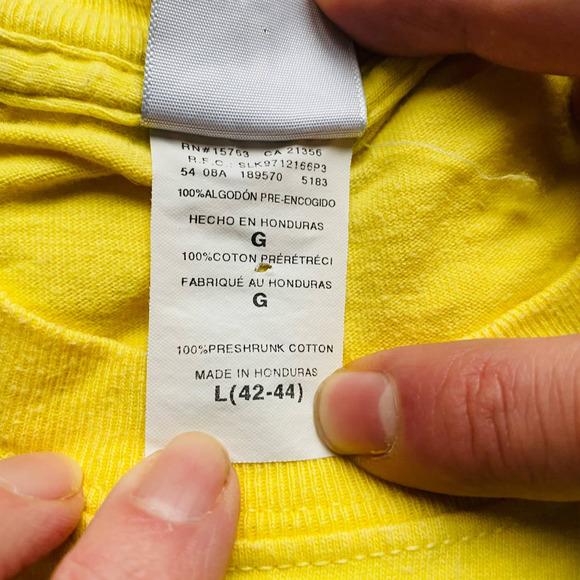 RN#15763 CA 21356
R.F.C.: SLK9712166P3
54 08A 189570 5183
100%ALGODÓN PRE-ENCOGIDO
HECHO EN HONDURAS
G
100%COTON PRÉRÉTRÉCI
FABRIQUÉ AU HONDURAS
G
100%PRESHRUNK COTTON
MADE IN HONDURAS
L(42-44)